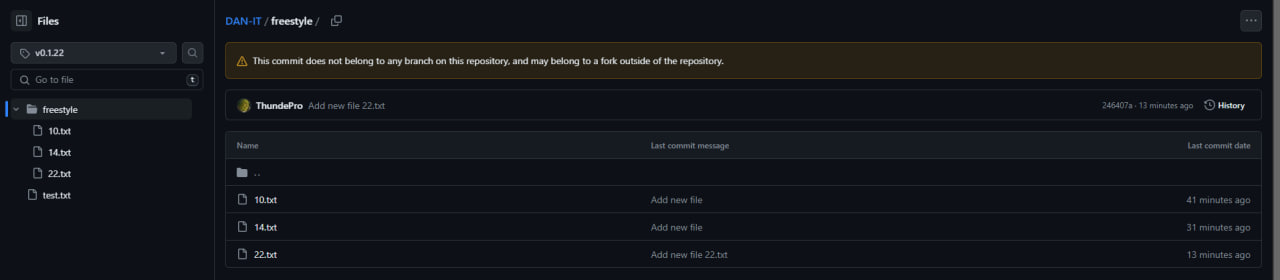 Files
v0.1.22
Go to file
t
freestyle
10.txt
14.txt
22.txt
test.txt
DAN-IT / freestyle /
This commit does not belong to any branch on this repository, and may belong to a fork outside of the repository.
ThundePro Add new file 22.txt 246407a · 13 minutes ago History
Name Last commit message Last commit date
..
10.txt Add new file 41 minutes ago
14.txt Add new file 31 minutes ago
22.txt Add new file 22.txt 13 minutes ago